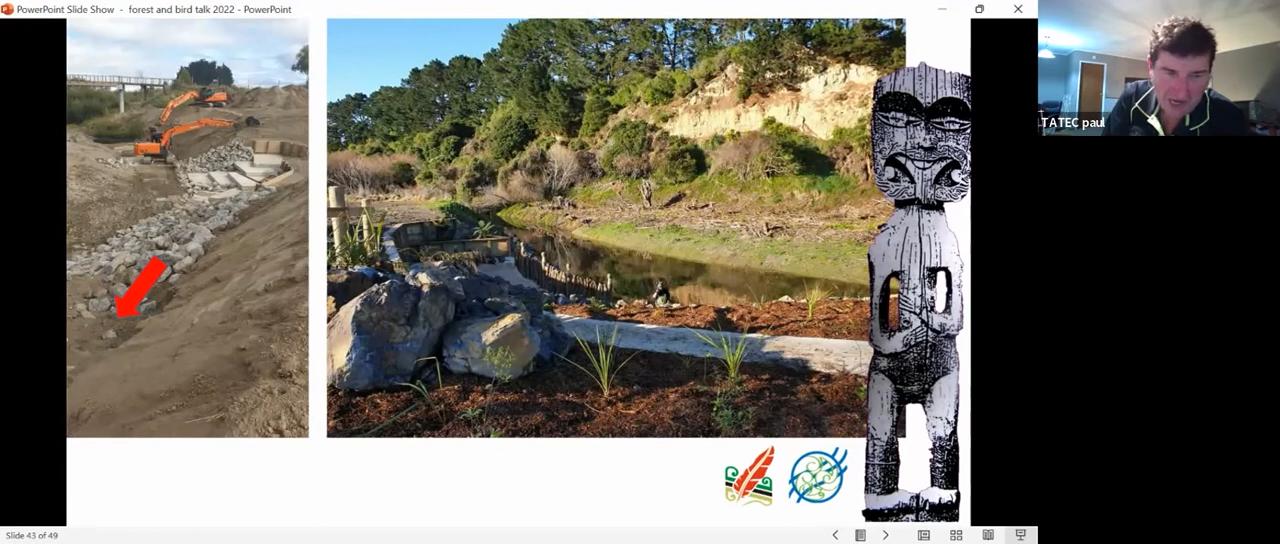 PowerPoint Slide Show - forest and bird talk 2022 - PowerPoint
TATEC paul
Slide 43 of 49